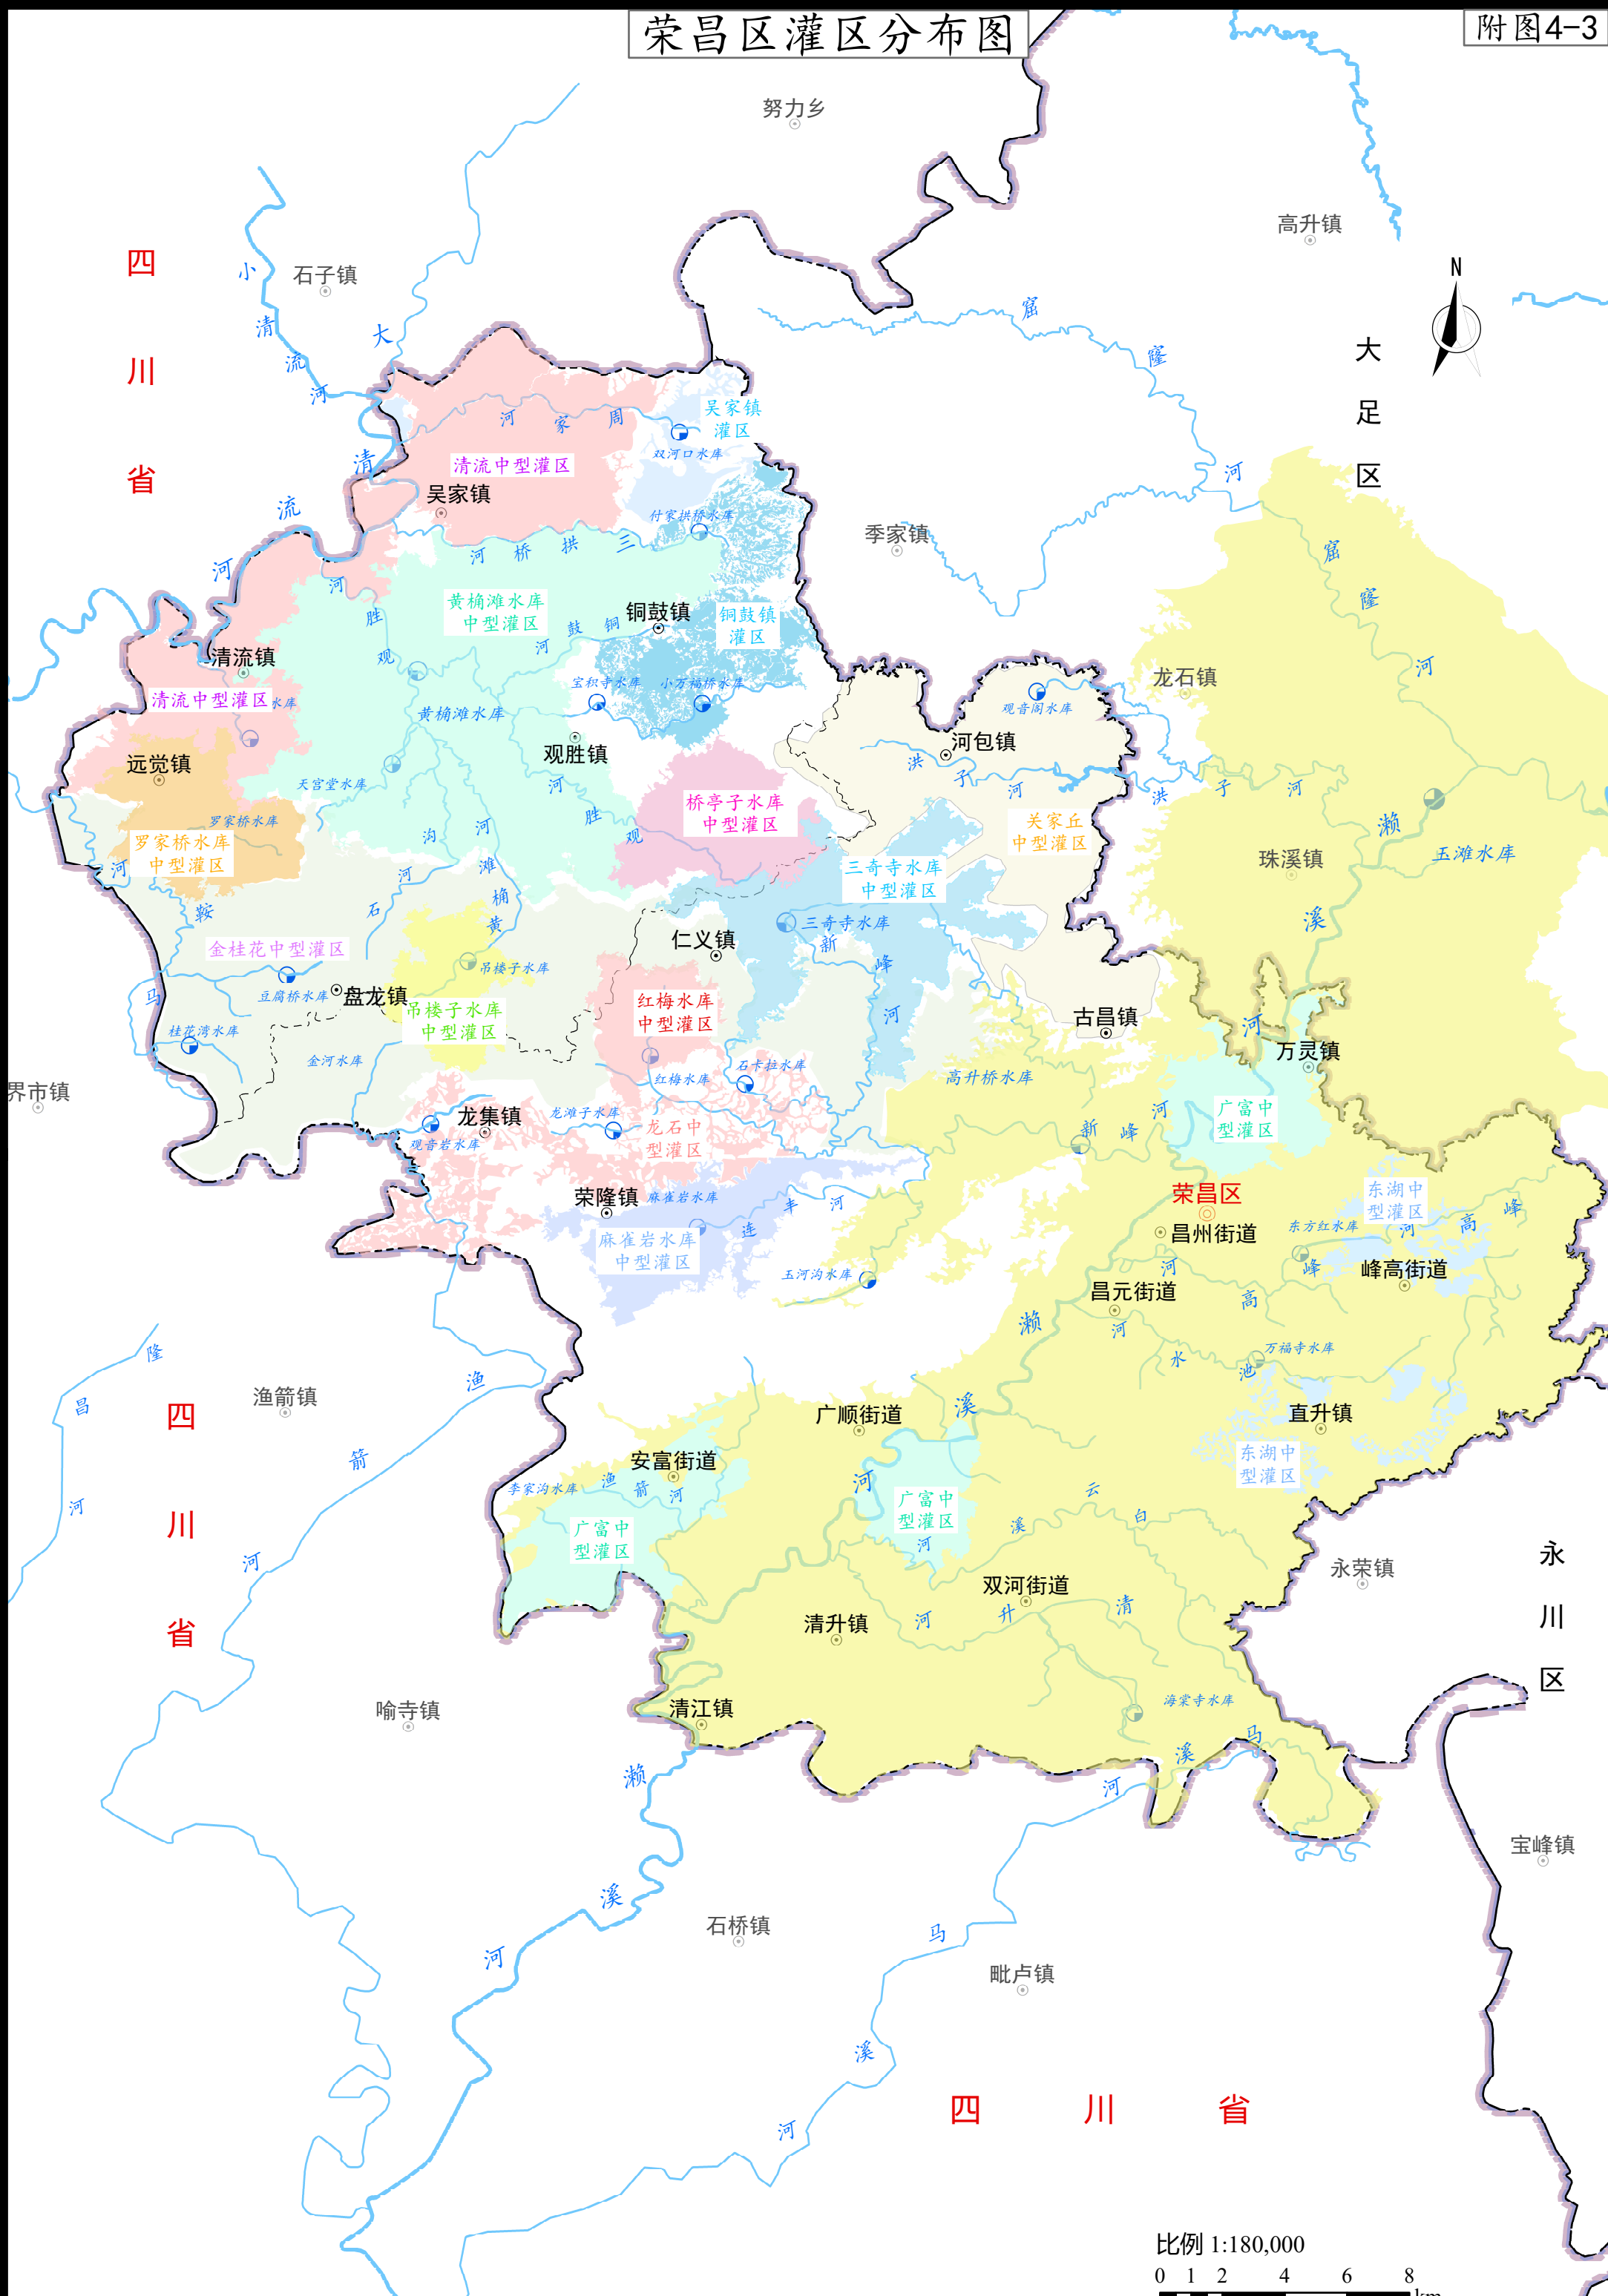 荣昌区灌区分布图
附图4-3
努力乡
高升镇
四川省
小清流河
石子镇
大清流河
窟窿河
N
大足区
周家河
吴家镇
灌区
双河口水库
清流中型灌区
吴家镇
付家拱桥水库
三拱桥河
季家镇
窟窿河
黄桷滩水库
中型灌区
铜鼓镇
铜鼓河
铜鼓镇
灌区
观胜河
清流镇
清流中型灌区
水库
宝积寺水库
小万福桥水库
黄桷滩水库
观音阁水库
龙石镇
远觉镇
观胜镇
河包镇
洪子河
洪子河
天宫堂水库
观胜河
桥亭子水库
中型灌区
罗家桥水库
罗家桥水库
中型灌区
关家丘
中型灌区
濑溪河
玉滩水库
珠溪镇
三奇寺水库
中型灌区
三奇寺水库
马鞍河
石河沟
黄桷滩河
新峰河
仁义镇
金桂花中型灌区
吊楼子水库
豆腐桥水库
盘龙镇
吊楼子水库
中型灌区
红梅水库
中型灌区
古昌镇
桂花湾水库
金河水库
万灵镇
界市镇
红梅水库
石卡拉水库
高升桥水库
龙集镇
观音岩水库
龙滩子水库
龙石中
型灌区
新峰河
广富中
型灌区
荣隆镇
麻雀岩水库
麻雀岩水库
中型灌区
连丰河
玉河沟水库
荣昌区
昌州街道
东湖中
型灌区
东方红水库
高峰河
峰高街道
高峰河
昌元街道
池水河
万福寺水库
隆昌河
四川省
渔箭镇
渔箭河
濑溪河
广顺街道
直升镇
东湖中
型灌区
安富街道
李家沟水库
渔箭河
广富中
型灌区
广富中
型灌区
白云溪河
永荣镇
永川区
双河街道
清升镇
清升河
喻寺镇
清江镇
海棠寺水库
马溪河
濑溪河
宝峰镇
石桥镇
毗卢镇
马溪河
四川省
比例 1:180,000
0 1 2 4 6 8
km